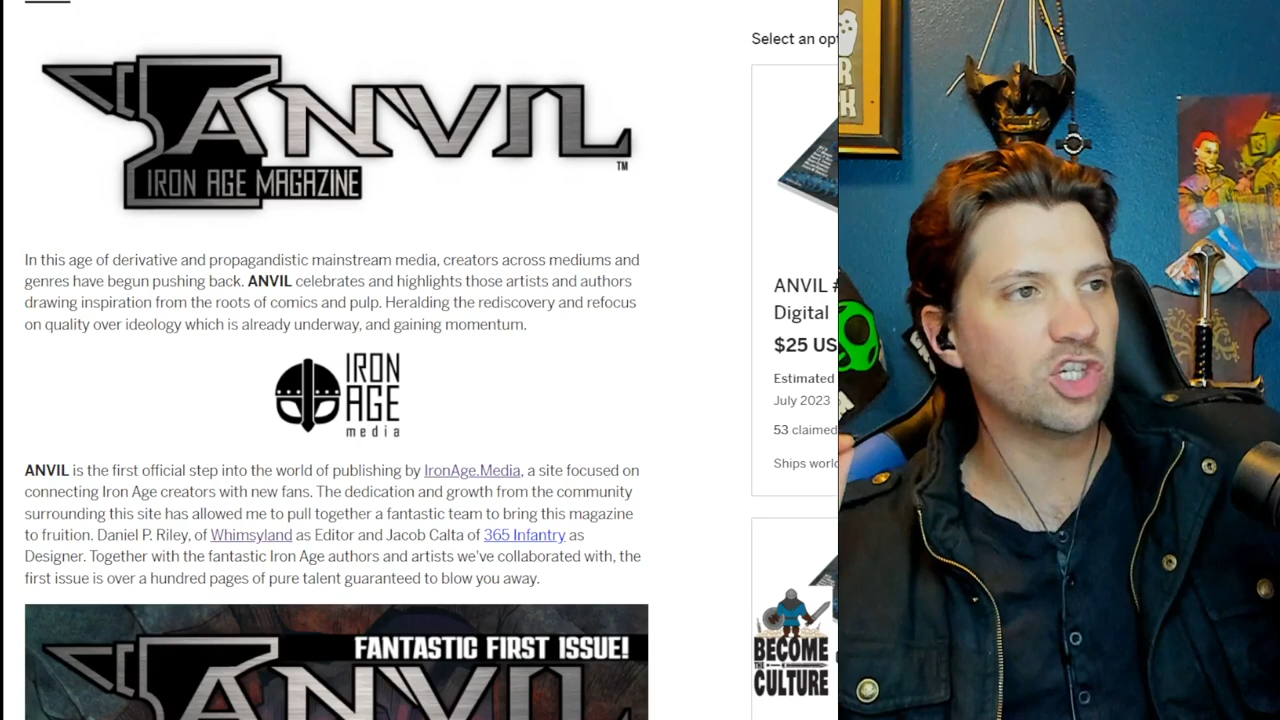 ANVIL
™
IRON AGE MAGAZINE
In this age of derivative and propagandistic mainstream media, creators across mediums and
genres have begun pushing back. ANVIL celebrates and highlights those artists and authors
drawing inspiration from the roots of comics and pulp. Heralding the rediscovery and refocus
on quality over ideology which is already underway, and gaining momentum.
IRON
AGE
media
ANVIL is the first official step into the world of publishing by IronAge.Media, a site focused on
connecting Iron Age creators with new fans. The dedication and growth from the community
surrounding this site has allowed me to pull together a fantastic team to bring this magazine
to fruition. Daniel P. Riley, of Whimsyland as Editor and Jacob Calta of 365 Infantry as
Designer. Together with the fantastic Iron Age authors and artists we've collaborated with, the
first issue is over a hundred pages of pure talent guaranteed to blow you away.
FANTASTIC FIRST ISSUE!
ANVIL
Select an
ANVIL
Digital
$25 US
Estimated
July 2023
53 claimed
Ships
BECOME
THE
CULTURE